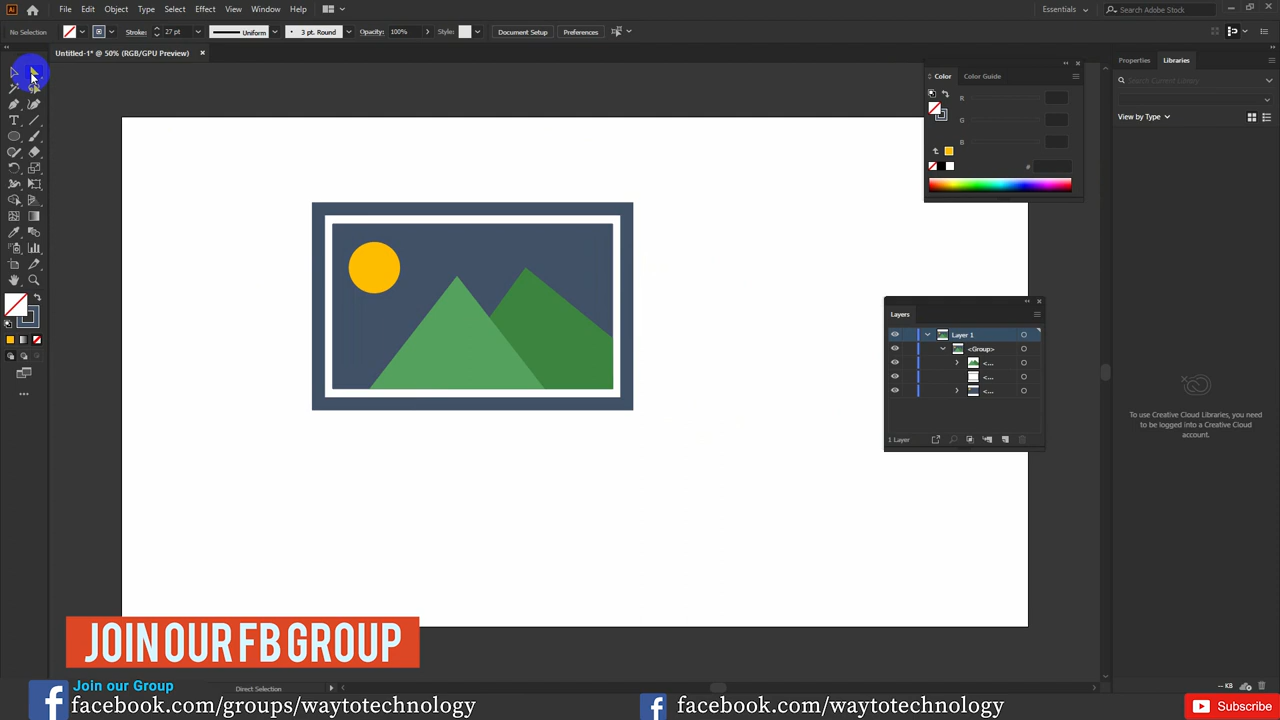 Ai File Edit Object Type Select Effect View Window Help Essentials Search Adobe Stock
No Selection Stroke: 27 pt Uniform 3 pt. Round Opacity: 100% Style: Document Setup Preferences
Untitled-1* @ 50% (RGB/GPU Preview)
Properties Libraries
Color Color Guide
R
G
B
#
View by Type
Layers
Layer 1
<Group>
<...
<...
<...
1 Layer
To use Creative Cloud Libraries, you need
to be logged into a Creative Cloud
account.
JOIN OUR FB GROUP
Join our Group
facebook.com/groups/waytotechnology
facebook.com/waytotechnology
Direct Selection
-- KB
Subscribe